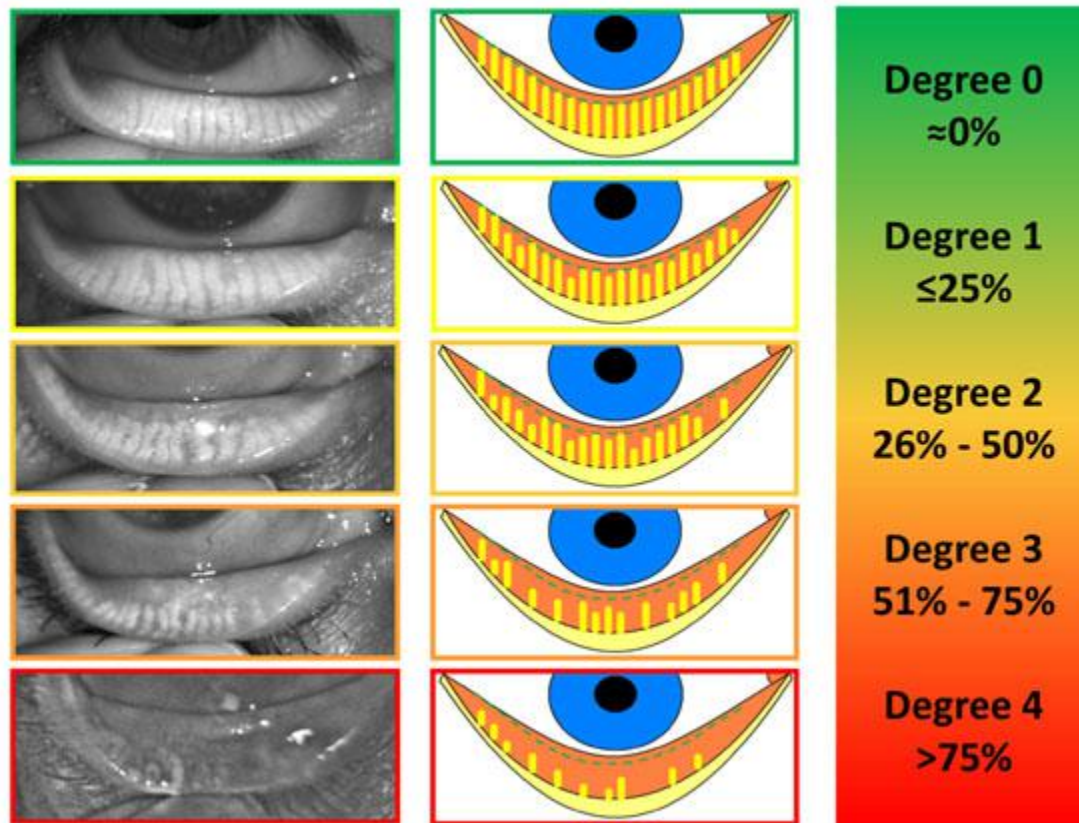 Degree 0
≈0%
Degree 1
≤25%
Degree 2
26% - 50%
Degree 3
51% - 75%
Degree 4
>75%